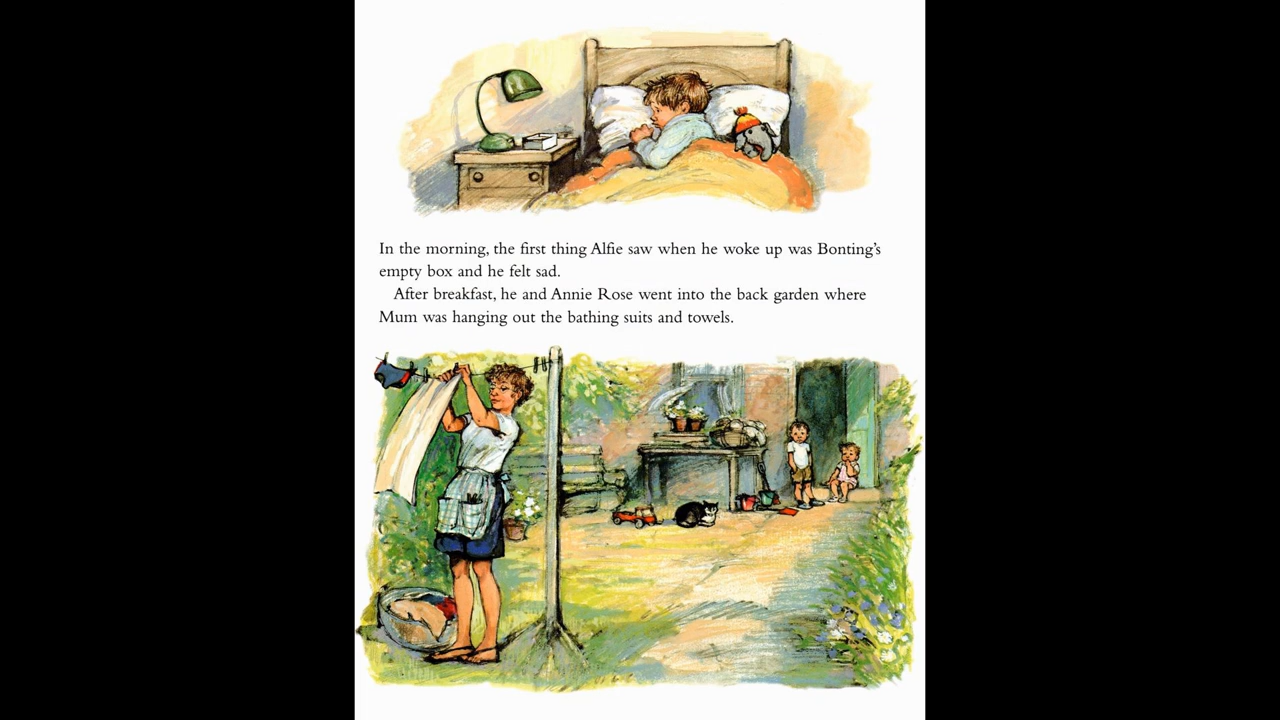 In the morning, the first thing Alfie saw when he woke up was Bonting’s
empty box and he felt sad.
After breakfast, he and Annie Rose went into the back garden where
Mum was hanging out the bathing suits and towels.